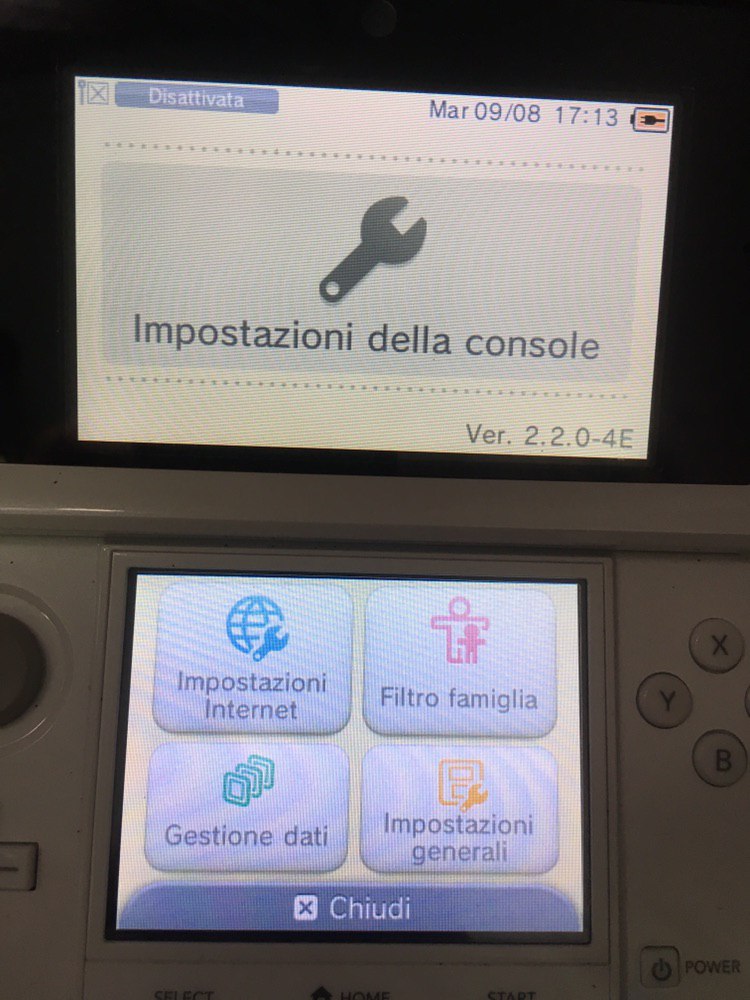 Disattivata
Mar 09/08 17:13
Impostazioni della console
Ver. 2.2.0-4E
Impostazioni
Internet
Filtro famiglia
Gestione dati
Impostazioni
generali
X Chiudi
X
Y
B
POWER
SELECT
HOME
START